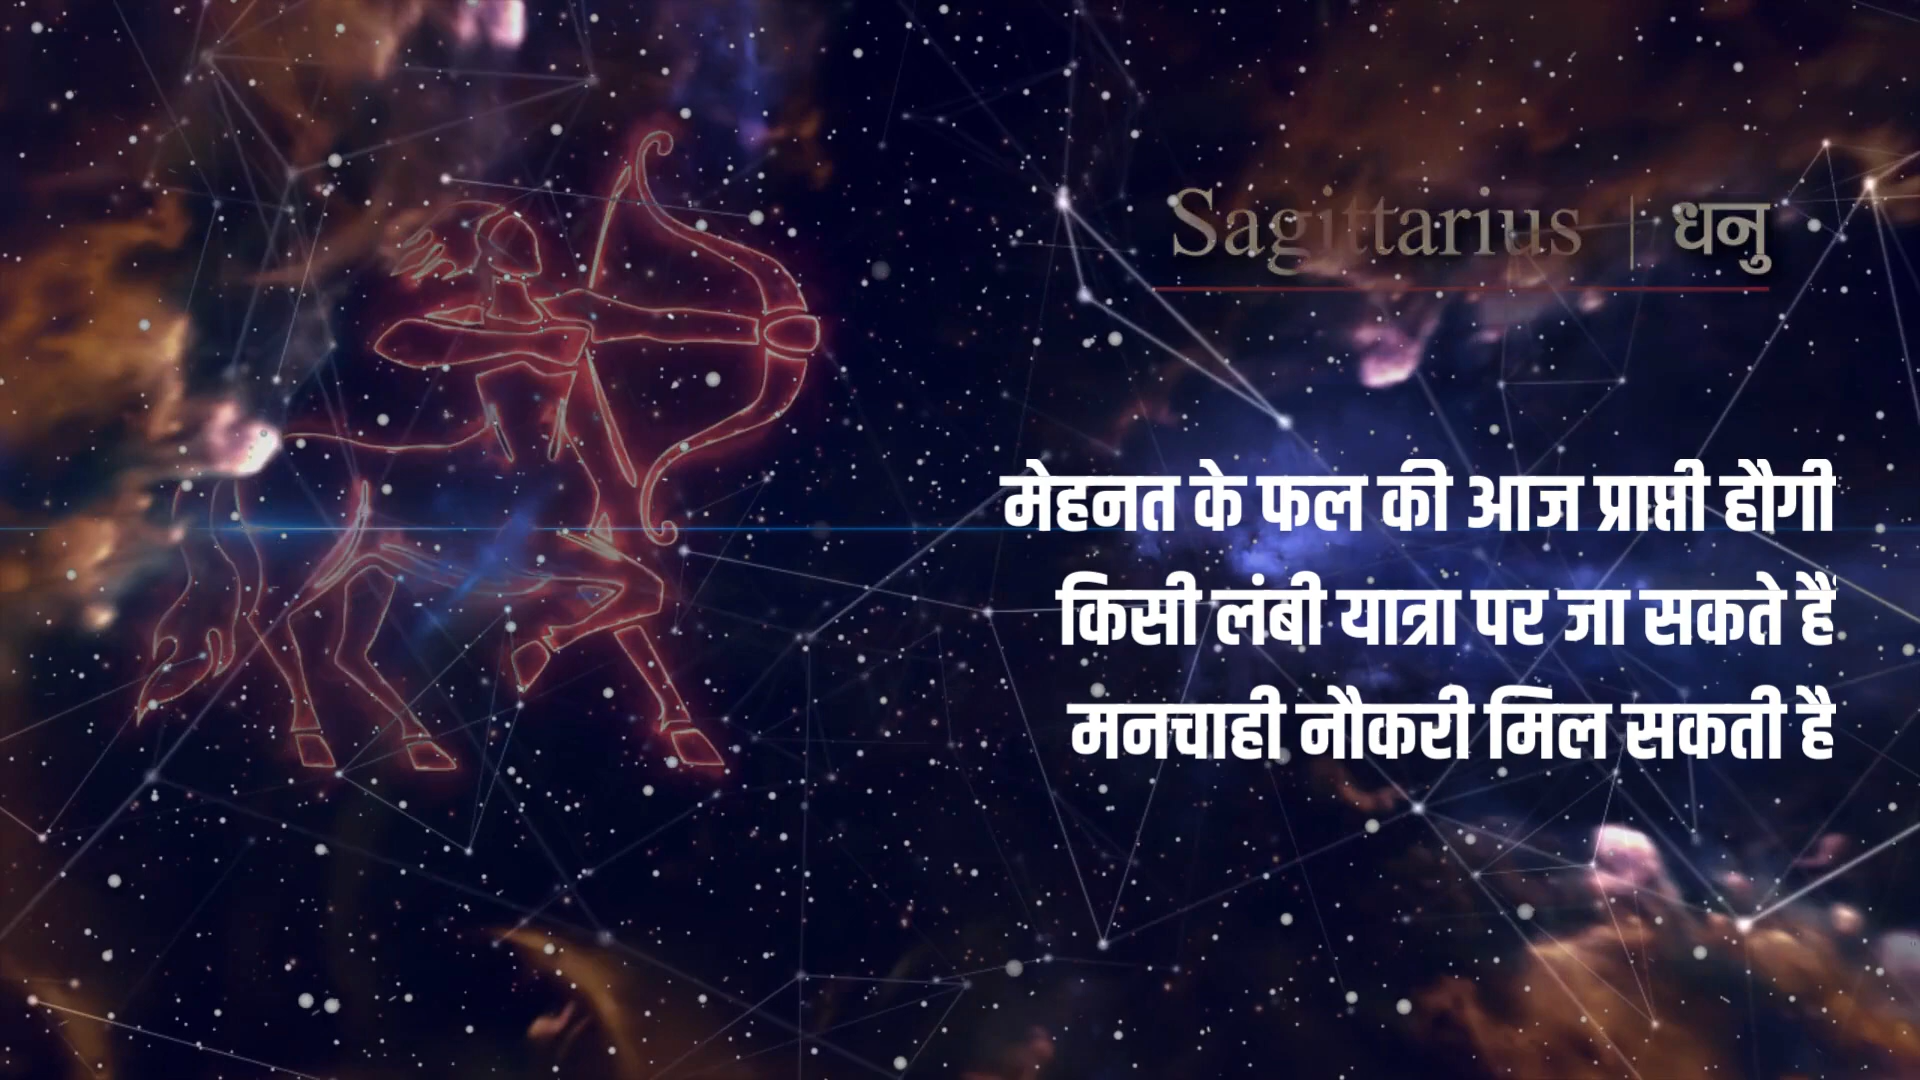 Sagittarius | धनु
मेहनत के फल की आज प्राप्ती हौगी
किसी लंबी यात्रा पर जा सकते हैं
मनचाही नौकरी मिल सकती है